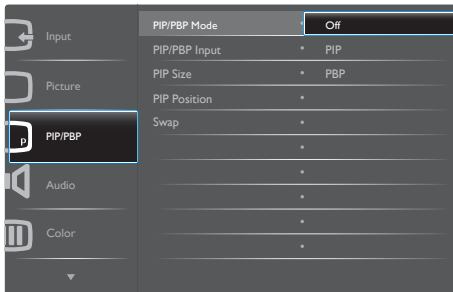 Input
Picture
P PIP/PBP
Audio
Color
PIP/PBP Mode • Off
PIP/PBP Input • PIP
PIP Size • PBP
PIP Position •
Swap •
•
•
•
•
•